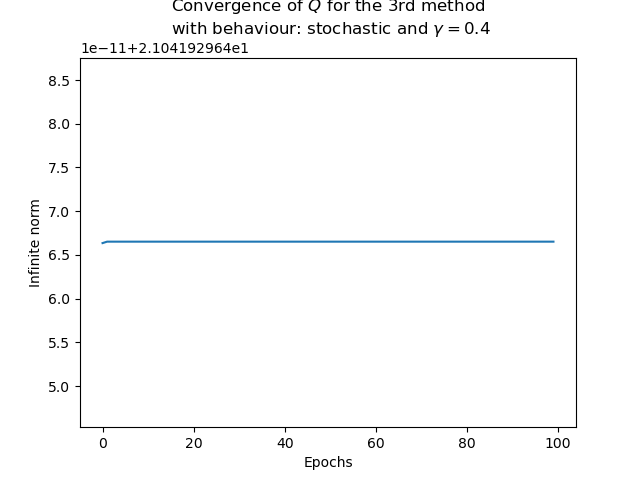 Convergence of Q for the 3rd method
with behaviour: stochastic and γ = 0.4
1e−11+2.104192964e1
8.5
8.0
7.5
7.0
6.5
6.0
5.5
5.0
Infinite norm
0 20 40 60 80 100
Epochs